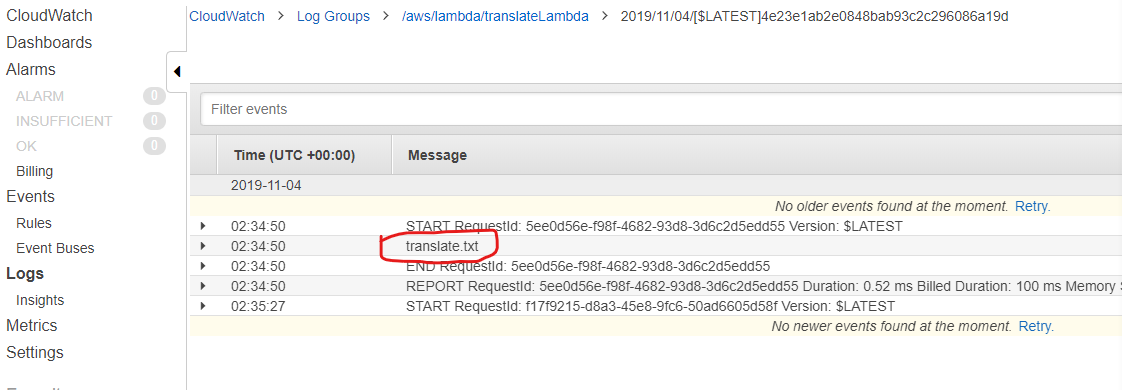 CloudWatch
Dashboards
Alarms
ALARM 0
INSUFFICIENT 0
OK 0
Billing
Events
Rules
Event Buses
Logs
Insights
Metrics
Settings
CloudWatch > Log Groups > /aws/lambda/translateLambda > 2019/11/04/[$LATEST]4e23e1ab2e0848bab93c2c296086a19d
Filter events
Time (UTC +00:00) Message
2019-11-04
No older events found at the moment. Retry.
02:34:50 START RequestId: 5ee0d56e-f98f-4682-93d8-3d6c2d5edd55 Version: $LATEST
02:34:50 translate.txt
02:34:50 END RequestId: 5ee0d56e-f98f-4682-93d8-3d6c2d5edd55
02:34:50 REPORT RequestId: 5ee0d56e-f98f-4682-93d8-3d6c2d5edd55 Duration: 0.52 ms Billed Duration: 100 ms Memory
02:35:27 START RequestId: f17f9215-d8a3-45e8-9fc6-50ad6605d58f Version: $LATEST
No newer events found at the moment. Retry.